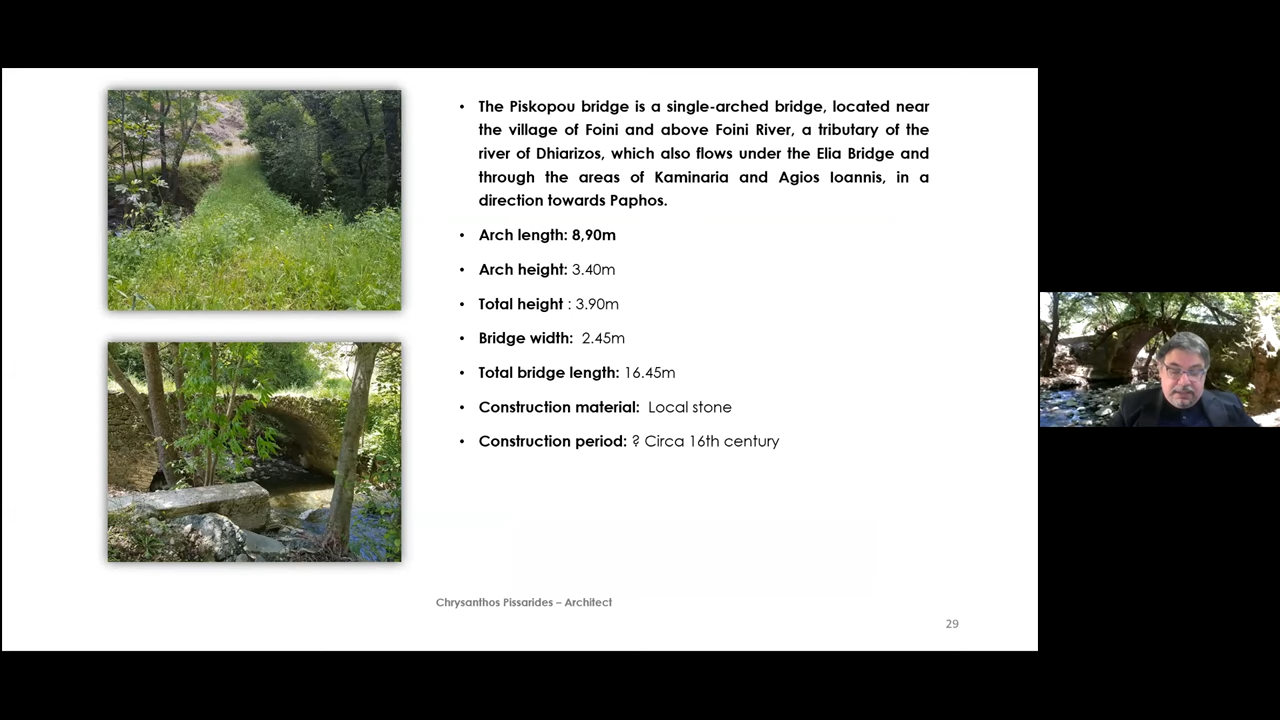 • The Piskopou bridge is a single-arched bridge, located near
the village of Foini and above Foini River, a tributary of the
river of Dhiarizos, which also flows under the Elia Bridge and
through the areas of Kaminaria and Agios Ioannis, in a
direction towards Paphos.
• Arch length: 8,90m
• Arch height: 3.40m
• Total height : 3.90m
• Bridge width: 2.45m
• Total bridge length: 16.45m
• Construction material: Local stone
• Construction period: ? Circa 16th century
Chrysanthos Pissarides – Architect
29